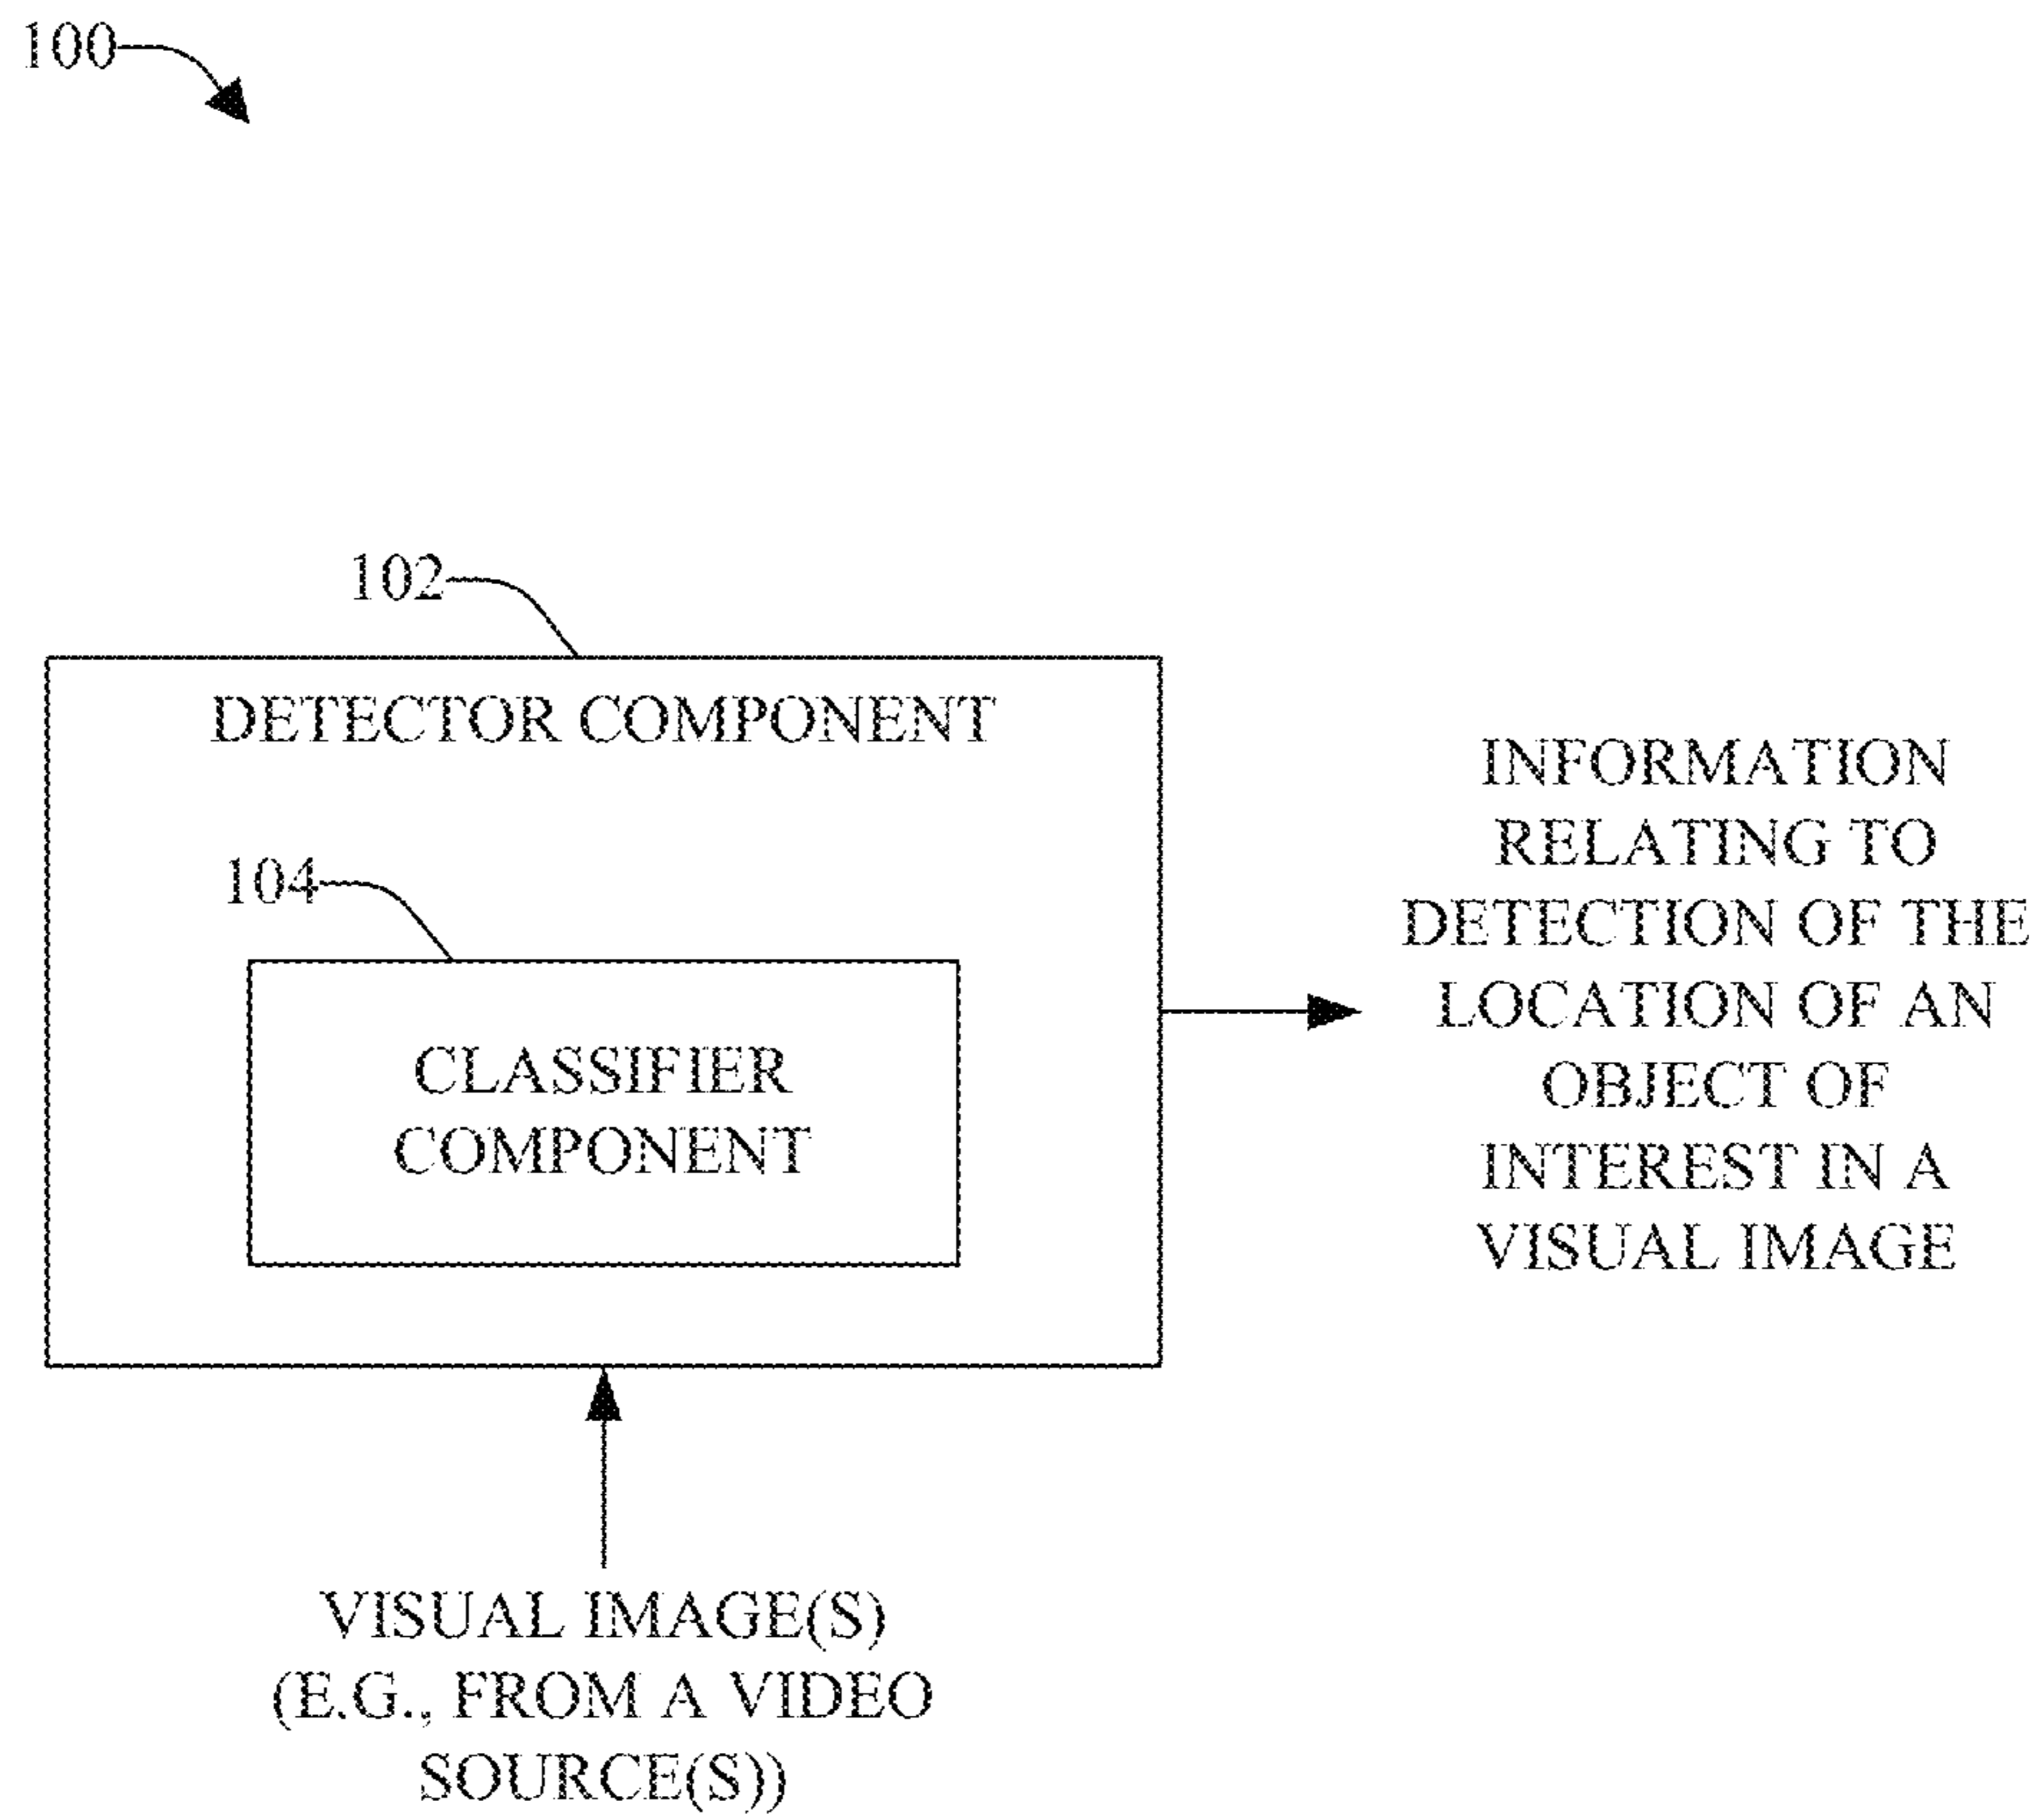 100
102
DETECTOR COMPONENT
104
CLASSIFIER
COMPONENT
INFORMATION
RELATING TO
DETECTION OF THE
LOCATION OF AN
OBJECT OF
INTEREST IN A
VISUAL IMAGE
VISUAL IMAGE(S)
(E.G., FROM A VIDEO
SOURCE(S))